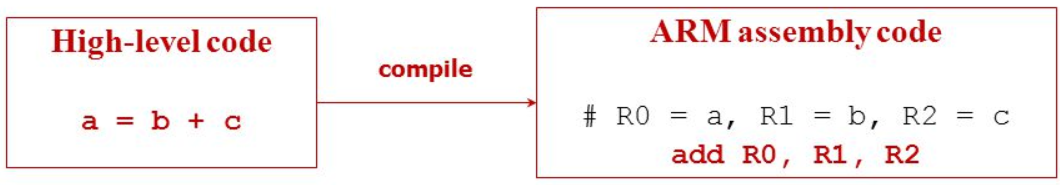 High-level code
a = b + c
compile
ARM assembly code
# R0 = a, R1 = b, R2 = c
add R0, R1, R2